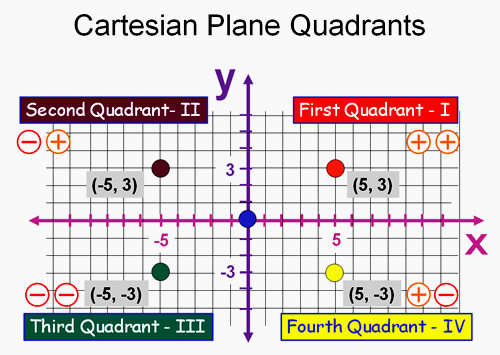 Cartesian Plane Quadrants
y
Second Quadrant- II
First Quadrant - I
− +
+ +
3
(-5, 3)
(5, 3)
-5
5
x
-3
(-5, -3)
(5, -3)
− −
+ −
Third Quadrant - III
Fourth Quadrant - IV